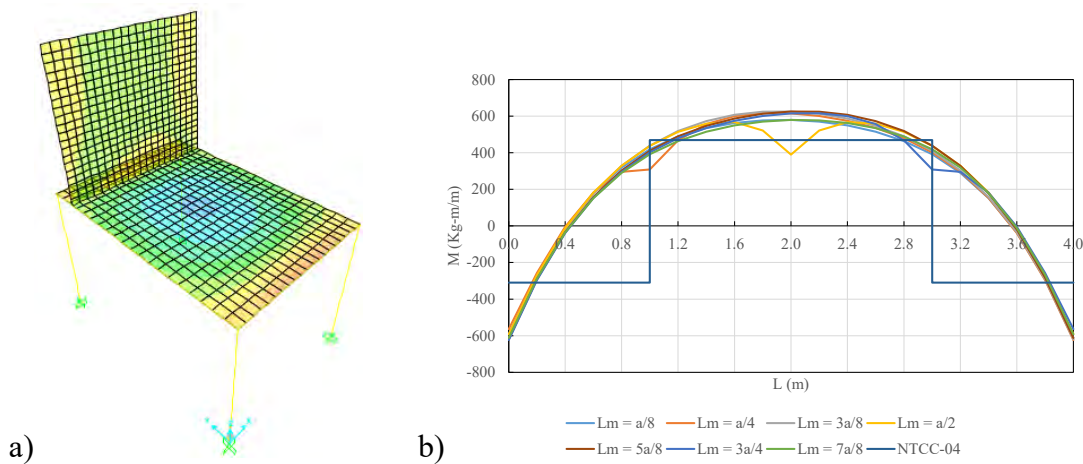 a)
b)
M (Kg-m/m)
800
600
400
200
0
-200
-400
-600
-800
0.0 0.4 0.8 1.2 1.6 2.0 2.4 2.8 3.2 3.6 4.0
L (m)
Lm = a/8 Lm = a/4 Lm = 3a/8 Lm = a/2
Lm = 5a/8 Lm = 3a/4 Lm = 7a/8 NTCC-04